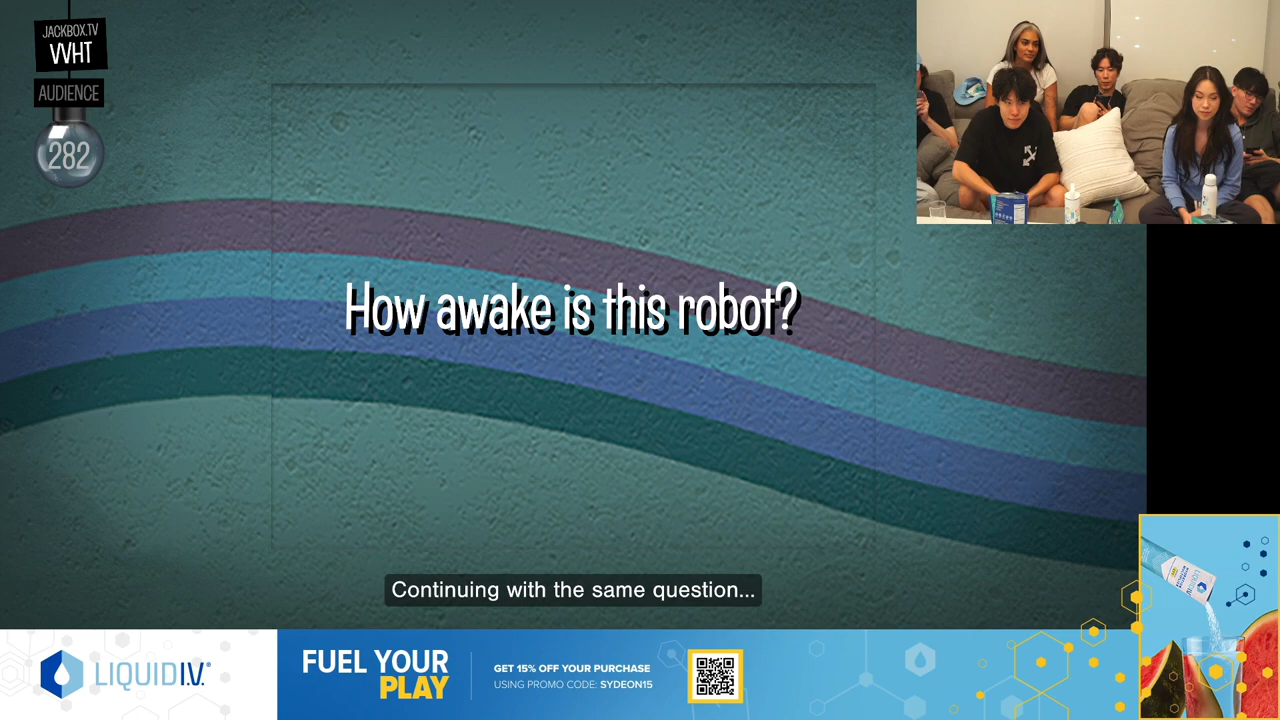 JACKBOX.TV
VVHT
AUDIENCE
282
How awake is this robot?
Continuing with the same question...
LIQUID I.V.
FUEL YOUR
PLAY
GET 15% OFF YOUR PURCHASE
USING PROMO CODE: SYDEON15